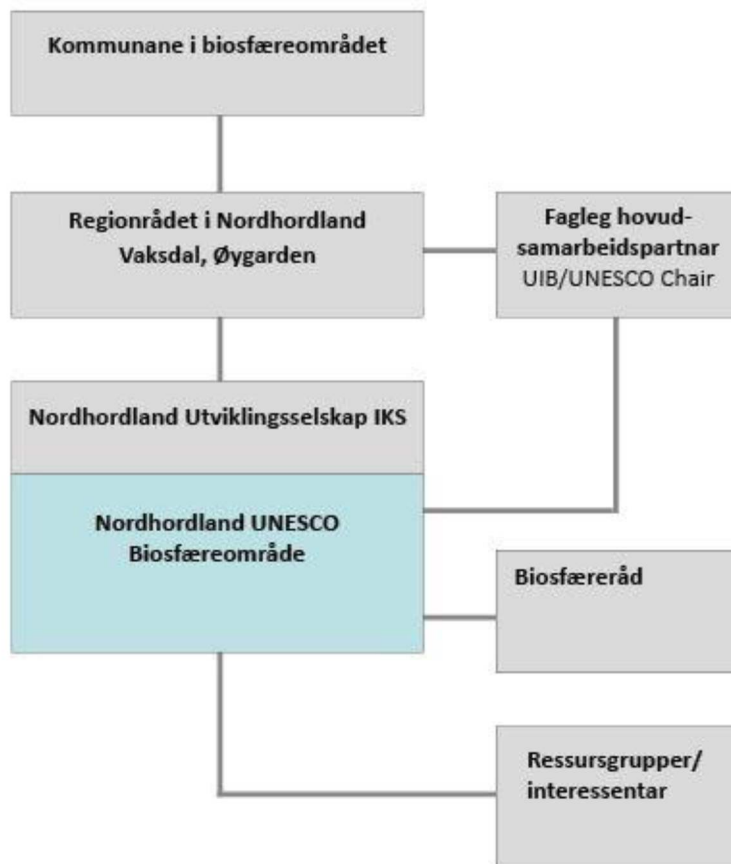 Kommunane i biosfæreområdet
Regionrådet i Nordhordland
Vaksdal, Øygarden
Fagleg hovud-
samarbeidspartnar
UIB/UNESCO Chair
Nordhordland Utviklingsselskap IKS
Nordhordland UNESCO
Biosfæreområde
Biosfæreråd
Ressursgrupper/
interessentar